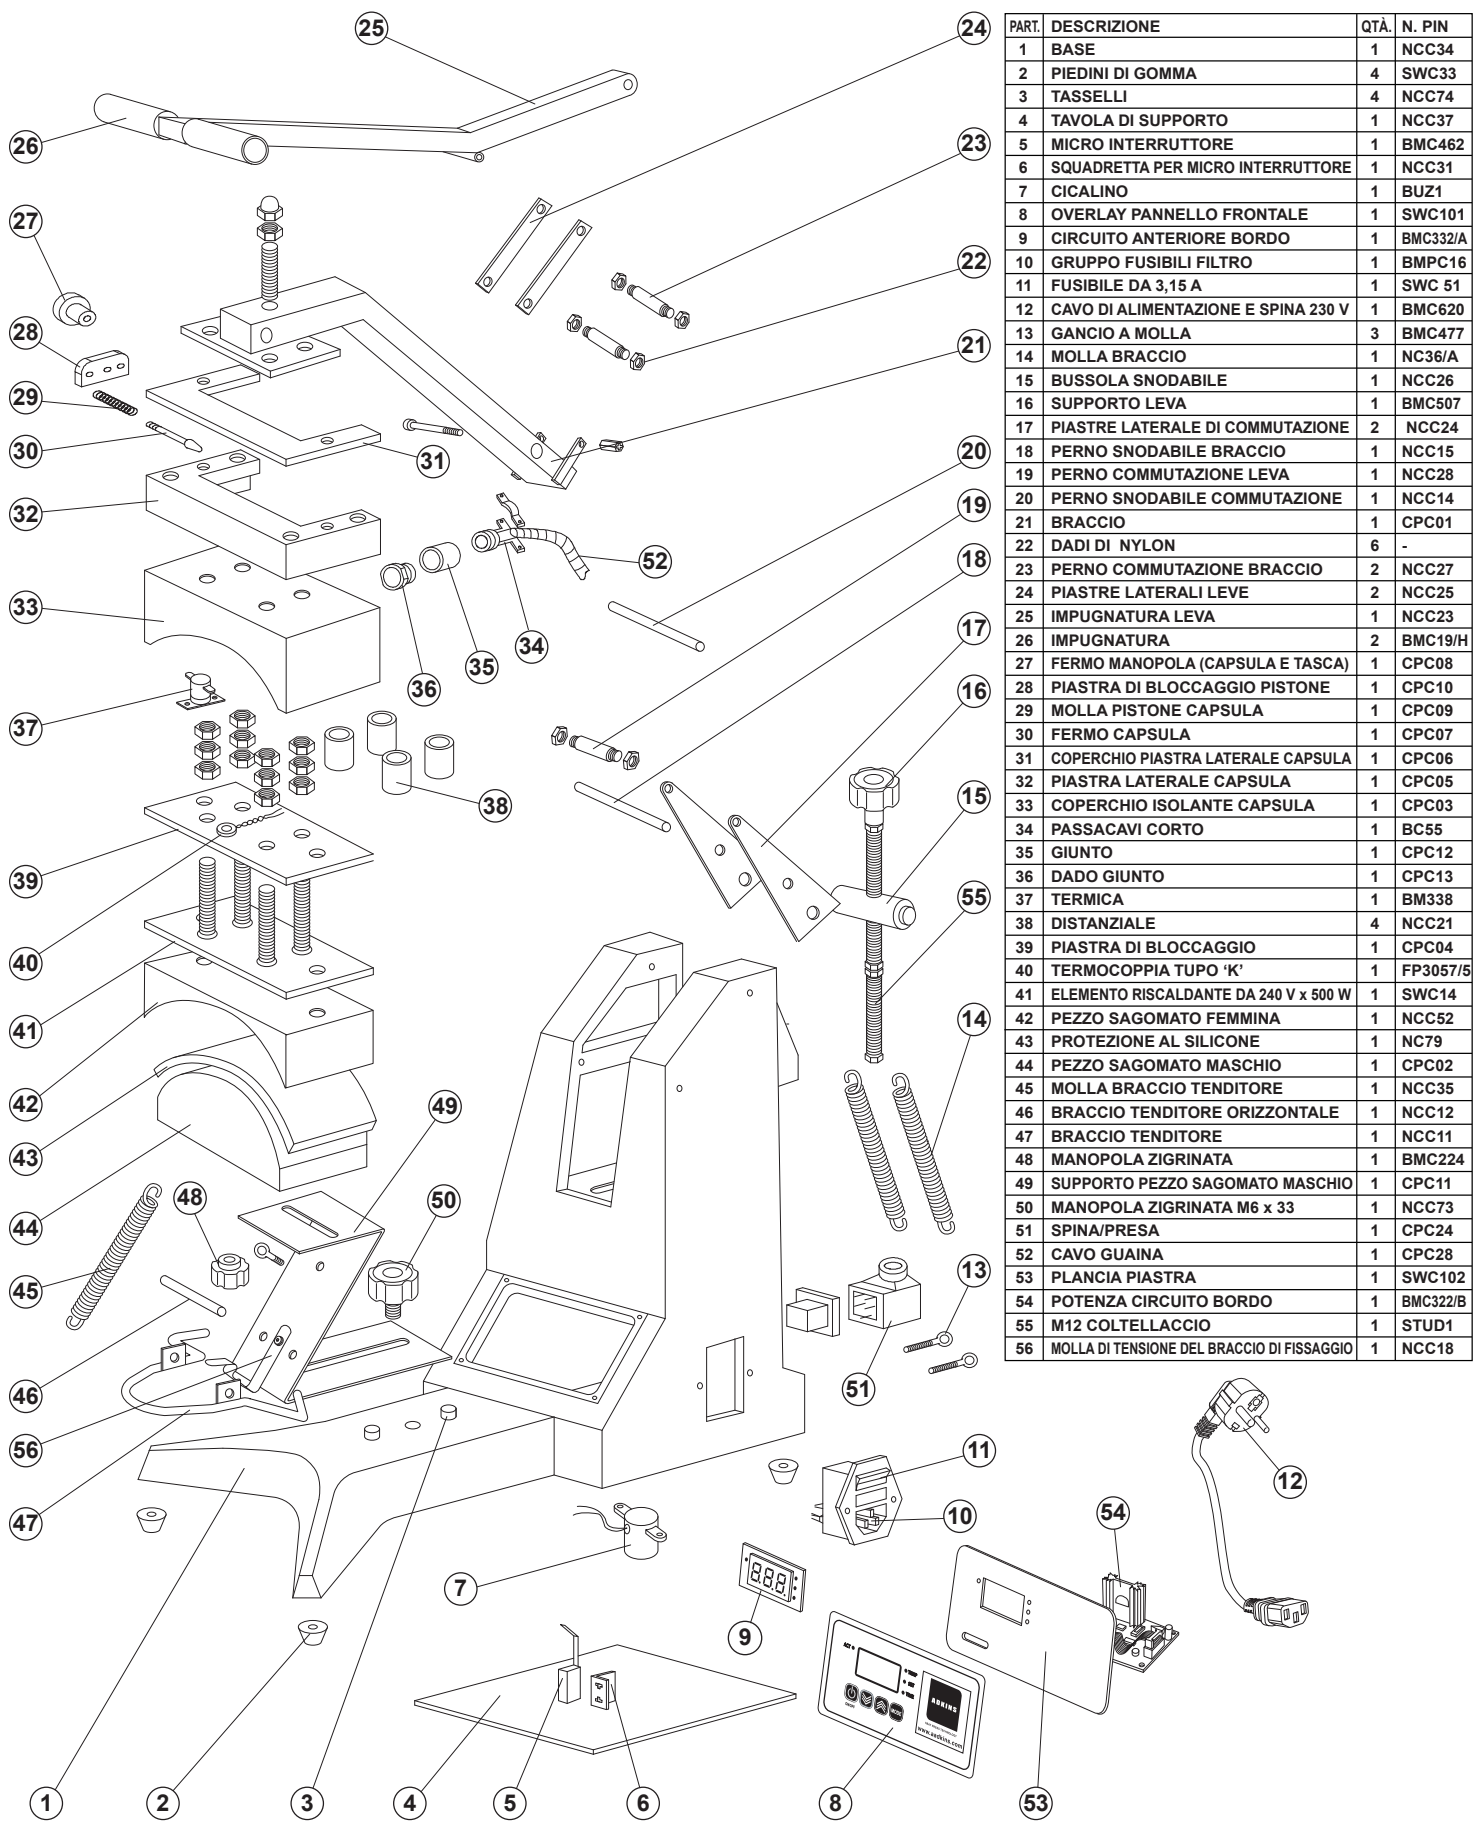 PART. DESCRIZIONE QTÀ. N. PIN
1 BASE 1 NCC34
2 PIEDINI DI GOMMA 4 SWC33
3 TASSELLI 4 NCC74
4 TAVOLA DI SUPPORTO 1 NCC37
5 MICRO INTERRUTTORE 1 BMC462
6 SQUADRETTA PER MICRO INTERRUTTORE 1 NCC31
7 CICALINO 1 BUZ1
8 OVERLAY PANNELLO FRONTALE 1 SWC101
9 CIRCUITO ANTERIORE BORDO 1 BMC332/A
10 GRUPPO FUSIBILI FILTRO 1 BMPC16
11 FUSIBILE DA 3,15 A 1 SWC 51
12 CAVO DI ALIMENTAZIONE E SPINA 230 V 1 BMC620
13 GANCIO A MOLLA 3 BMC477
14 MOLLA BRACCIO 1 NC36/A
15 BUSSOLA SNODABILE 1 NCC26
16 SUPPORTO LEVA 1 BMC507
17 PIASTRE LATERALE DI COMMUTAZIONE 2 NCC24
18 PERNO SNODABILE BRACCIO 1 NCC15
19 PERNO COMMUTAZIONE LEVA 1 NCC28
20 PERNO SNODABILE COMMUTAZIONE 1 NCC14
21 BRACCIO 1 CPC01
22 DADI DI NYLON 6 -
23 PERNO COMMUTAZIONE BRACCIO 2 NCC27
24 PIASTRE LATERALI LEVE 2 NCC25
25 IMPUGNATURA LEVA 1 NCC23
26 IMPUGNATURA 2 BMC19/H
27 FERMO MANOPOLA (CAPSULA E TASCA) 1 CPC08
28 PIASTRA DI BLOCCAGGIO PISTONE 1 CPC10
29 MOLLA PISTONE CAPSULA 1 CPC09
30 FERMO CAPSULA 1 CPC07
31 COPERCHIO PIASTRA LATERALE CAPSULA 1 CPC06
32 PIASTRA LATERALE CAPSULA 1 CPC05
33 COPERCHIO ISOLANTE CAPSULA 1 CPC03
34 PASSACAVI CORTO 1 BC55
35 GIUNTO 1 CPC12
36 DADO GIUNTO 1 CPC13
37 TERMICA 1 BM338
38 DISTANZIALE 4 NCC21
39 PIASTRA DI BLOCCAGGIO 1 CPC04
40 TERMOCOPPIA TUPO ‘K’ 1 FP3057/5
41 ELEMENTO RISCALDANTE DA 240 V x 500 W 1 SWC14
42 PEZZO SAGOMATO FEMMINA 1 NCC52
43 PROTEZIONE AL SILICONE 1 NC79
44 PEZZO SAGOMATO MASCHIO 1 CPC02
45 MOLLA BRACCIO TENDITORE 1 NCC35
46 BRACCIO TENDITORE ORIZZONTALE 1 NCC12
47 BRACCIO TENDITORE 1 NCC11
48 MANOPOLA ZIGRINATA 1 BMC224
49 SUPPORTO PEZZO SAGOMATO MASCHIO 1 CPC11
50 MANOPOLA ZIGRINATA M6 x 33 1 NCC73
51 SPINA/PRESA 1 CPC24
52 CAVO GUAINA 1 CPC28
53 PLANCIA PIASTRA 1 SWC102
54 POTENZA CIRCUITO BORDO 1 BMC322/B
55 M12 COLTELLACCIO 1 STUD1
56 MOLLA DI TENSIONE DEL BRACCIO DI FISSAGGIO 1 NCC18
25
24
26
23
27
22
28
21
29
30
31
20
32
19
52
18
33
34
17
35
36
16
37
38
15
39
55
40
14
41
42
49
43
48
50
44
13
45
51
46
56
11
12
47
10
54
7
9
8.8.8
ADKINS
www.aadkins.com
1
2
3
4
5
6
8
53